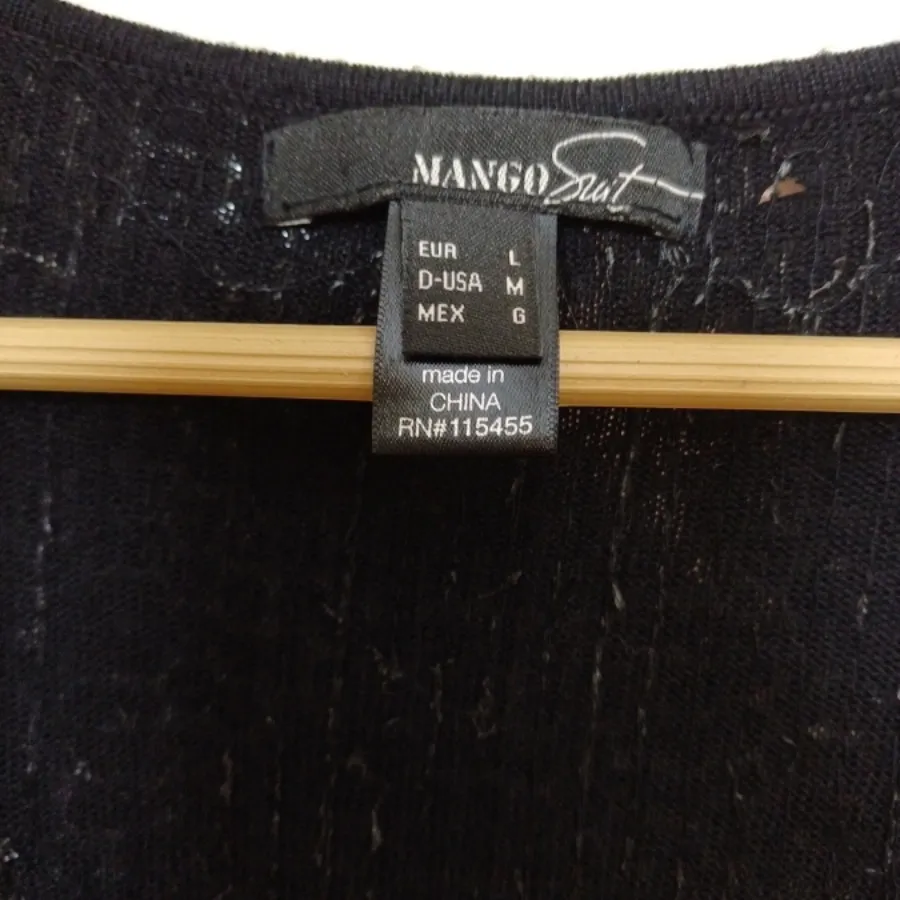 MANGO Suit
EUR L
D-USA M
MEX G
made in
CHINA
RN#115455